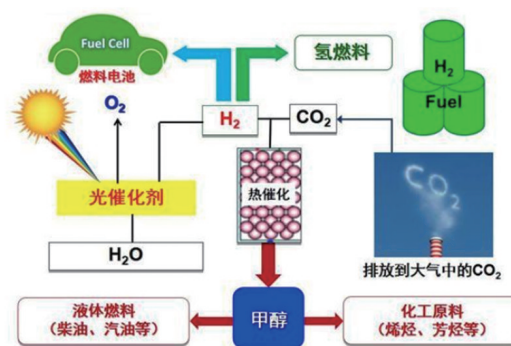 Fuel Cell
燃料电池
氢燃料
H₂
Fuel
O₂
H₂
CO₂
光催化剂
热催化
CO₂
H₂O
排放到大气中的CO₂
液体燃料
(柴油、汽油等)
甲醇
化工原料
(烯烃、芳烃等)